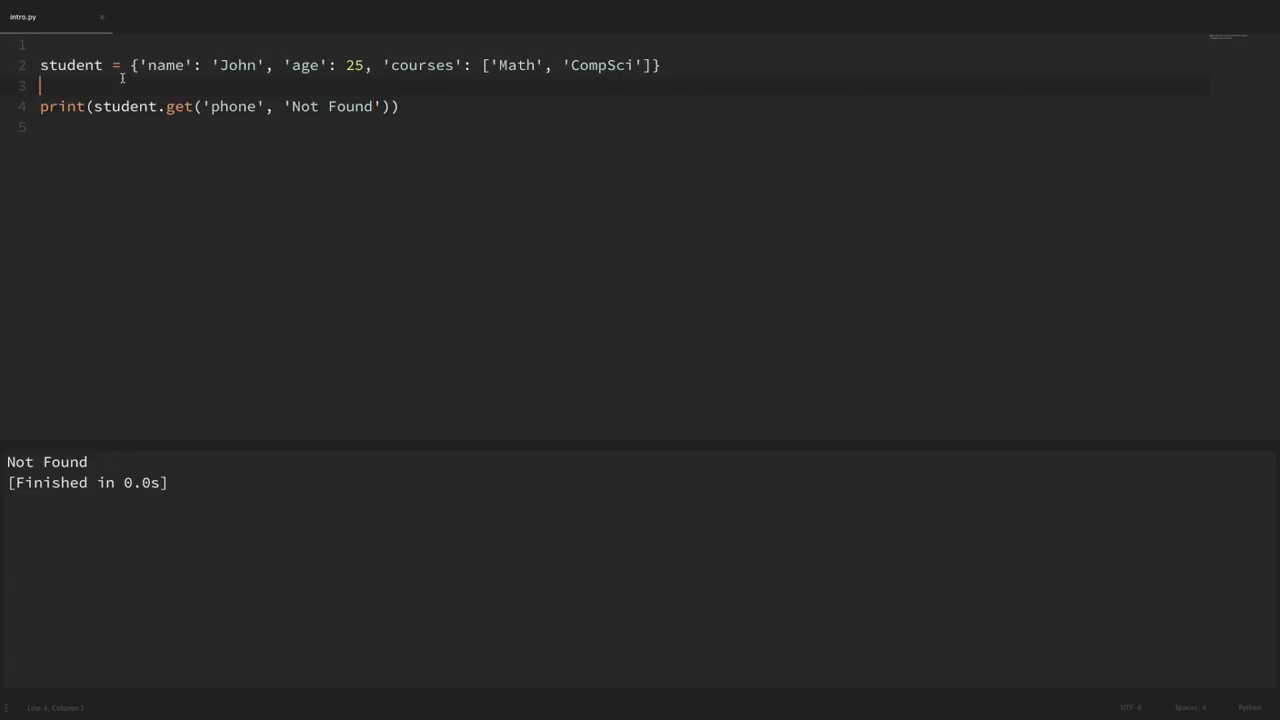 intro.py ×
1
2 student = {'name': 'John', 'age': 25, 'courses': ['Math', 'CompSci']}
3
4 print(student.get('phone', 'Not Found'))
5
Not Found
[Finished in 0.0s]
Line 3, Column 1 UTF-8 Spaces: 4 Python